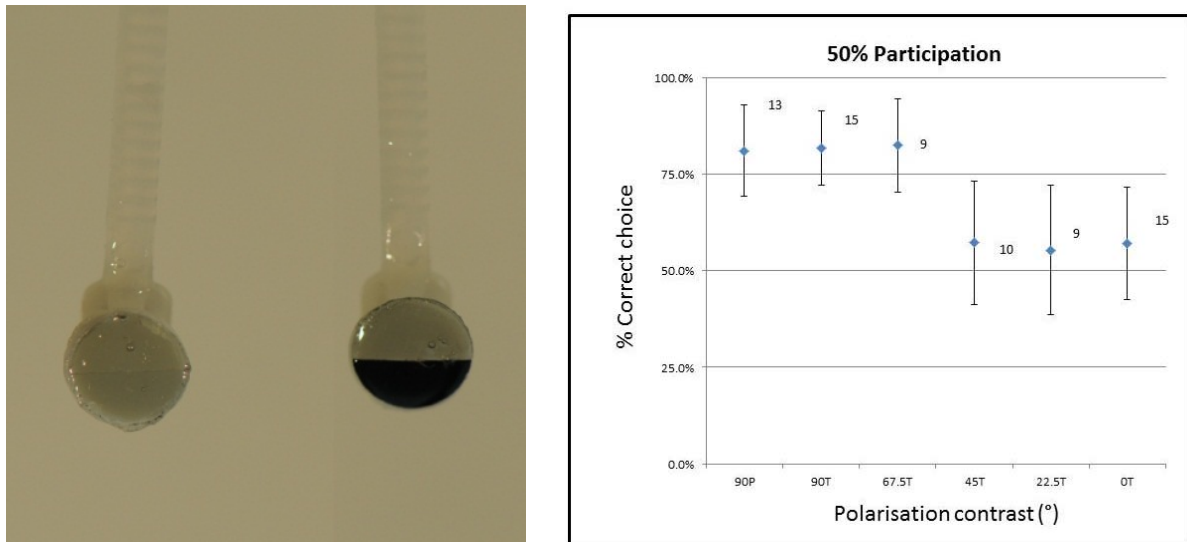 50% Participation
100.0%
75.0%
50.0%
25.0%
0.0%
% Correct choice
13
15
9
10
9
15
90P 90T 67.5T 45T 22.5T 0T
Polarisation contrast (°)